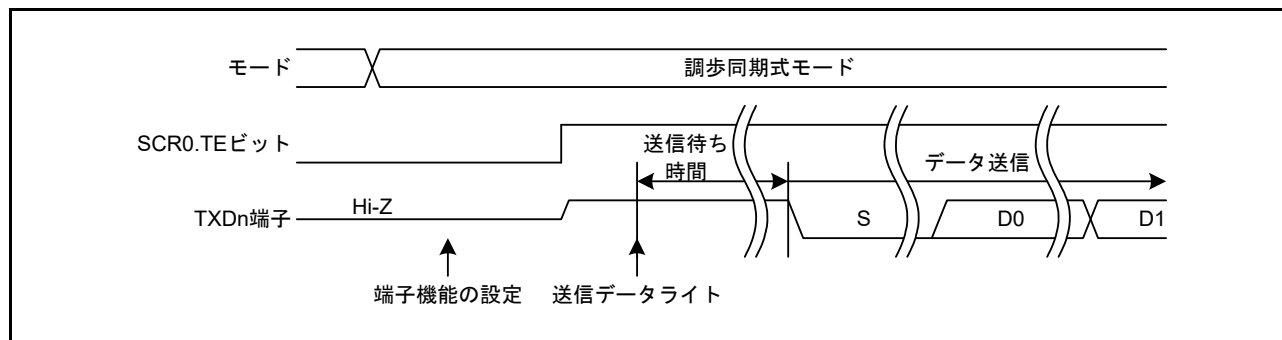 モード
調歩同期式モード
SCR0.TEビット
送信待ち
時間
データ送信
TXDn端子
Hi-Z
S
D0
D1
端子機能の設定
送信データライト